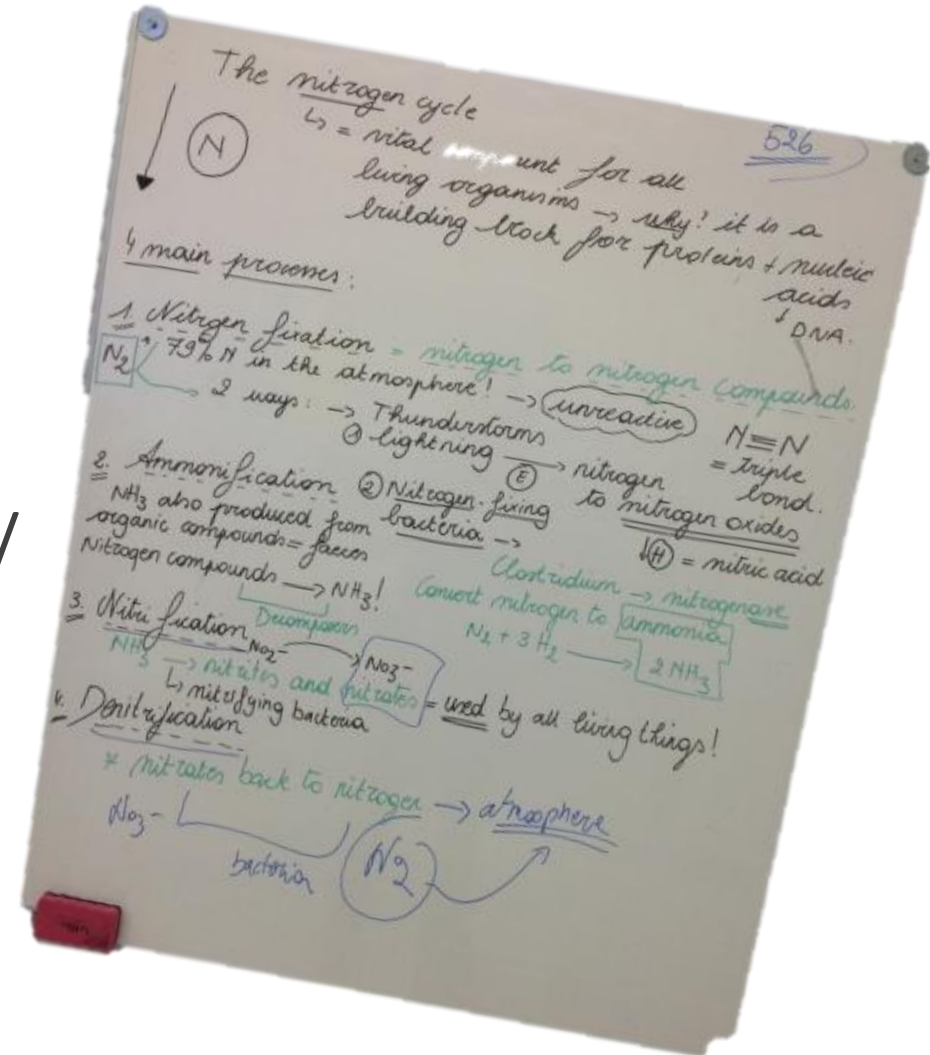 The nitrogen cycle
526
N
↳ = vital unt for all
living organisms → why? it is a
building block for proteins + nucleic
acids
↓ DNA.
4 main processes:
1. Nitrgen fixation = nitrogen to nitrogen compounds.
N2
* 79% N in the atmosphere! → unreactive
N≡N
= triple
bond.
2 ways: → Thunderstorms
① lightning → nitrogen
E
to nitrogen oxides
↓ H = nitric acid
② Nitrogen-fixing
bacteria →
Clostridium → nitrogenase
Convert nitrogen to ammonia
N2 + 3 H2 → 2 NH3
2. Ammonification
NH3 also produced from
organic compounds = faeces
Nitrogen compounds → NH3!
Decomposers
3. Nitrification
NO2- → NO3-
NH3 → nitrites and nitrates = used by all living things!
↳ nitrifying bacteria
4. Denitrification
* nitrates back to nitrogen → atmosphere
NO3-
bacteria
N2